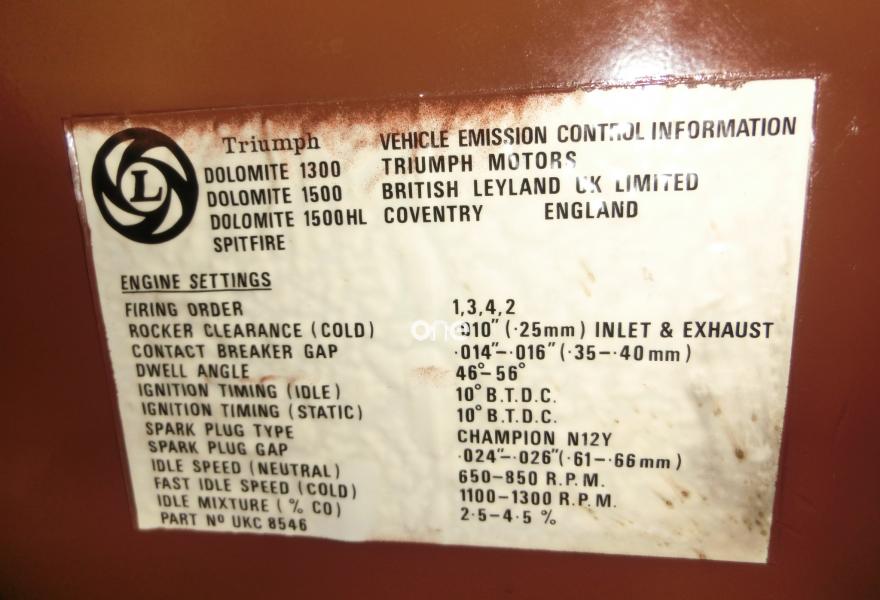 Triumph VEHICLE EMISSION CONTROL INFORMATION
L
DOLOMITE 1300 TRIUMPH MOTORS
DOLOMITE 1500 BRITISH LEYLAND UK LIMITED
DOLOMITE 1500HL COVENTRY ENGLAND
SPITFIRE
ENGINE SETTINGS
FIRING ORDER 1,3,4,2
ROCKER CLEARANCE (COLD) ·010" (·25mm) INLET & EXHAUST
one
CONTACT BREAKER GAP ·014"–·016" (·35–·40mm)
DWELL ANGLE 46°–56°
IGNITION TIMING (IDLE) 10° B.T.D.C.
IGNITION TIMING (STATIC) 10° B.T.D.C.
SPARK PLUG TYPE CHAMPION N12Y
SPARK PLUG GAP ·024"–·026" (·61–·66mm)
IDLE SPEED (NEUTRAL) 650–850 R.P.M.
FAST IDLE SPEED (COLD) 1100–1300 R.P.M.
IDLE MIXTURE (% CO) 2·5–4·5 %
PART Nº UKC 8546